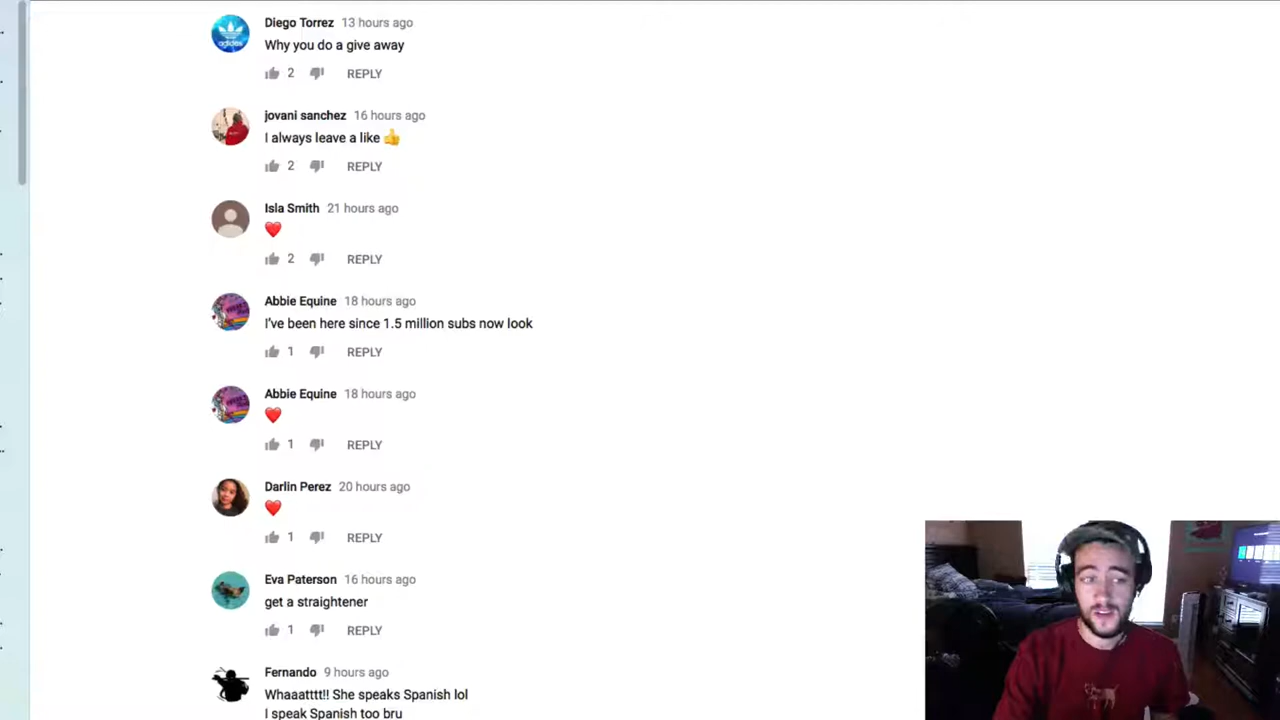 Diego Torrez 13 hours ago
Why you do a give away
2 REPLY
jovani sanchez 16 hours ago
I always leave a like 👍
2 REPLY
Isla Smith 21 hours ago
❤️
2 REPLY
Abbie Equine 18 hours ago
I've been here since 1.5 million subs now look
1 REPLY
Abbie Equine 18 hours ago
❤️
1 REPLY
Darlin Perez 20 hours ago
❤️
1 REPLY
Eva Paterson 16 hours ago
get a straightener
1 REPLY
Fernando 9 hours ago
Whaaatttt!! She speaks Spanish lol
I speak Spanish too bru
adidas